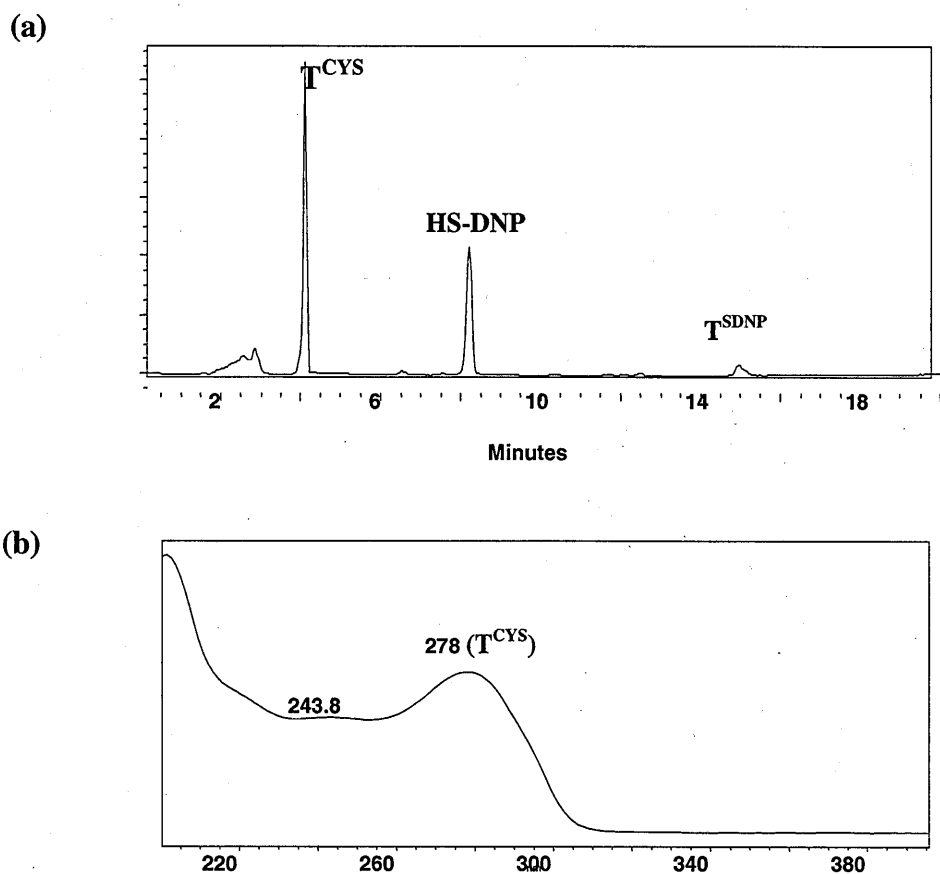 (a)
T^CYS
HS-DNP
T^SDNP
2 6 10 14 18
Minutes
(b)
278 (T^CYS)
243.8
220 260 300 340 380